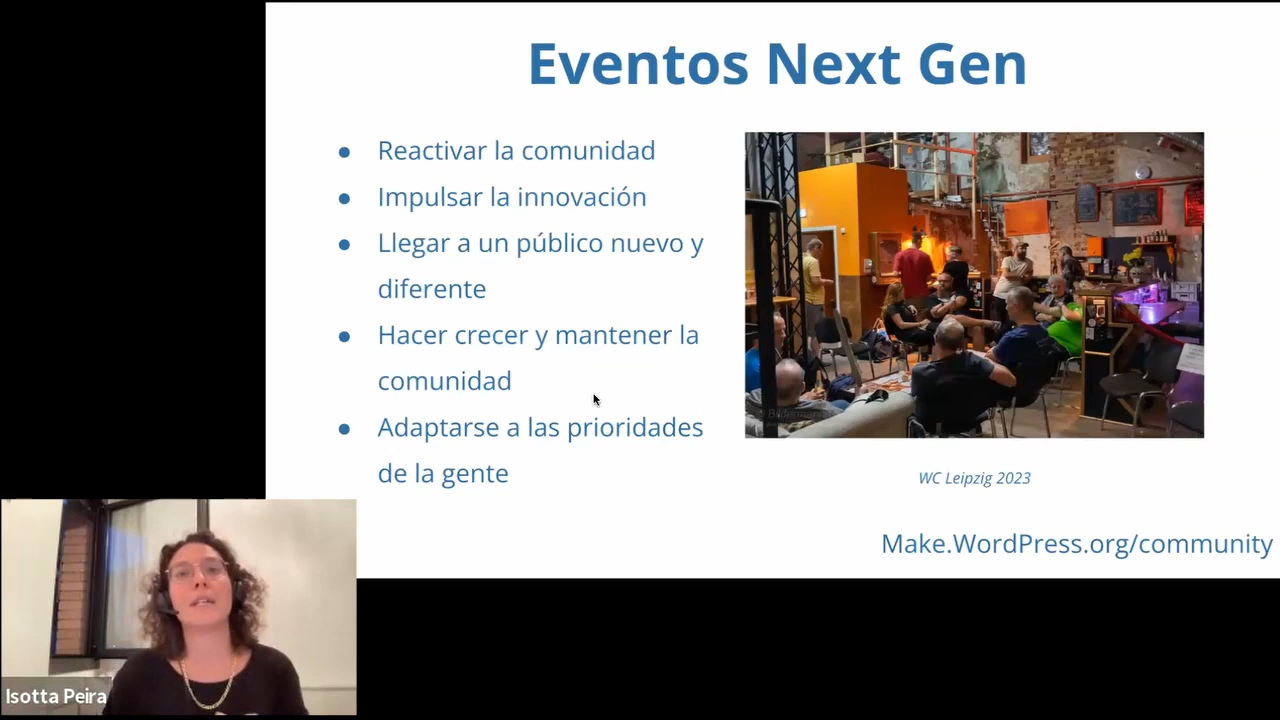 Eventos Next Gen
● Reactivar la comunidad
● Impulsar la innovación
● Llegar a un público nuevo y
diferente
● Hacer crecer y mantener la
comunidad
● Adaptarse a las prioridades
de la gente
WC Leipzig 2023
Make.WordPress.org/community
Isotta Peira